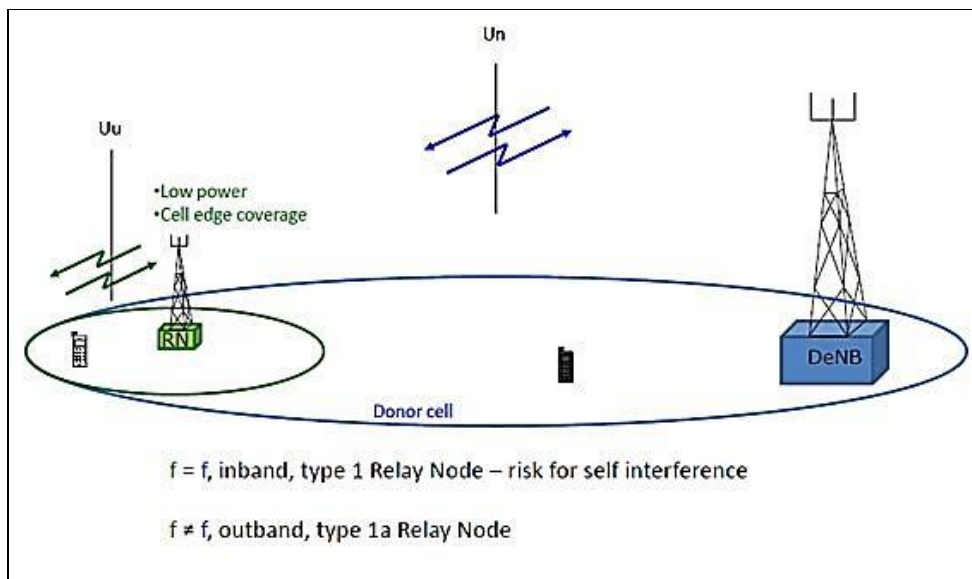 Un
Uu
•Low power
•Cell edge coverage
RN
DeNB
Donor cell
f = f, inband, type 1 Relay Node – risk for self interference
f ≠ f, outband, type 1a Relay Node